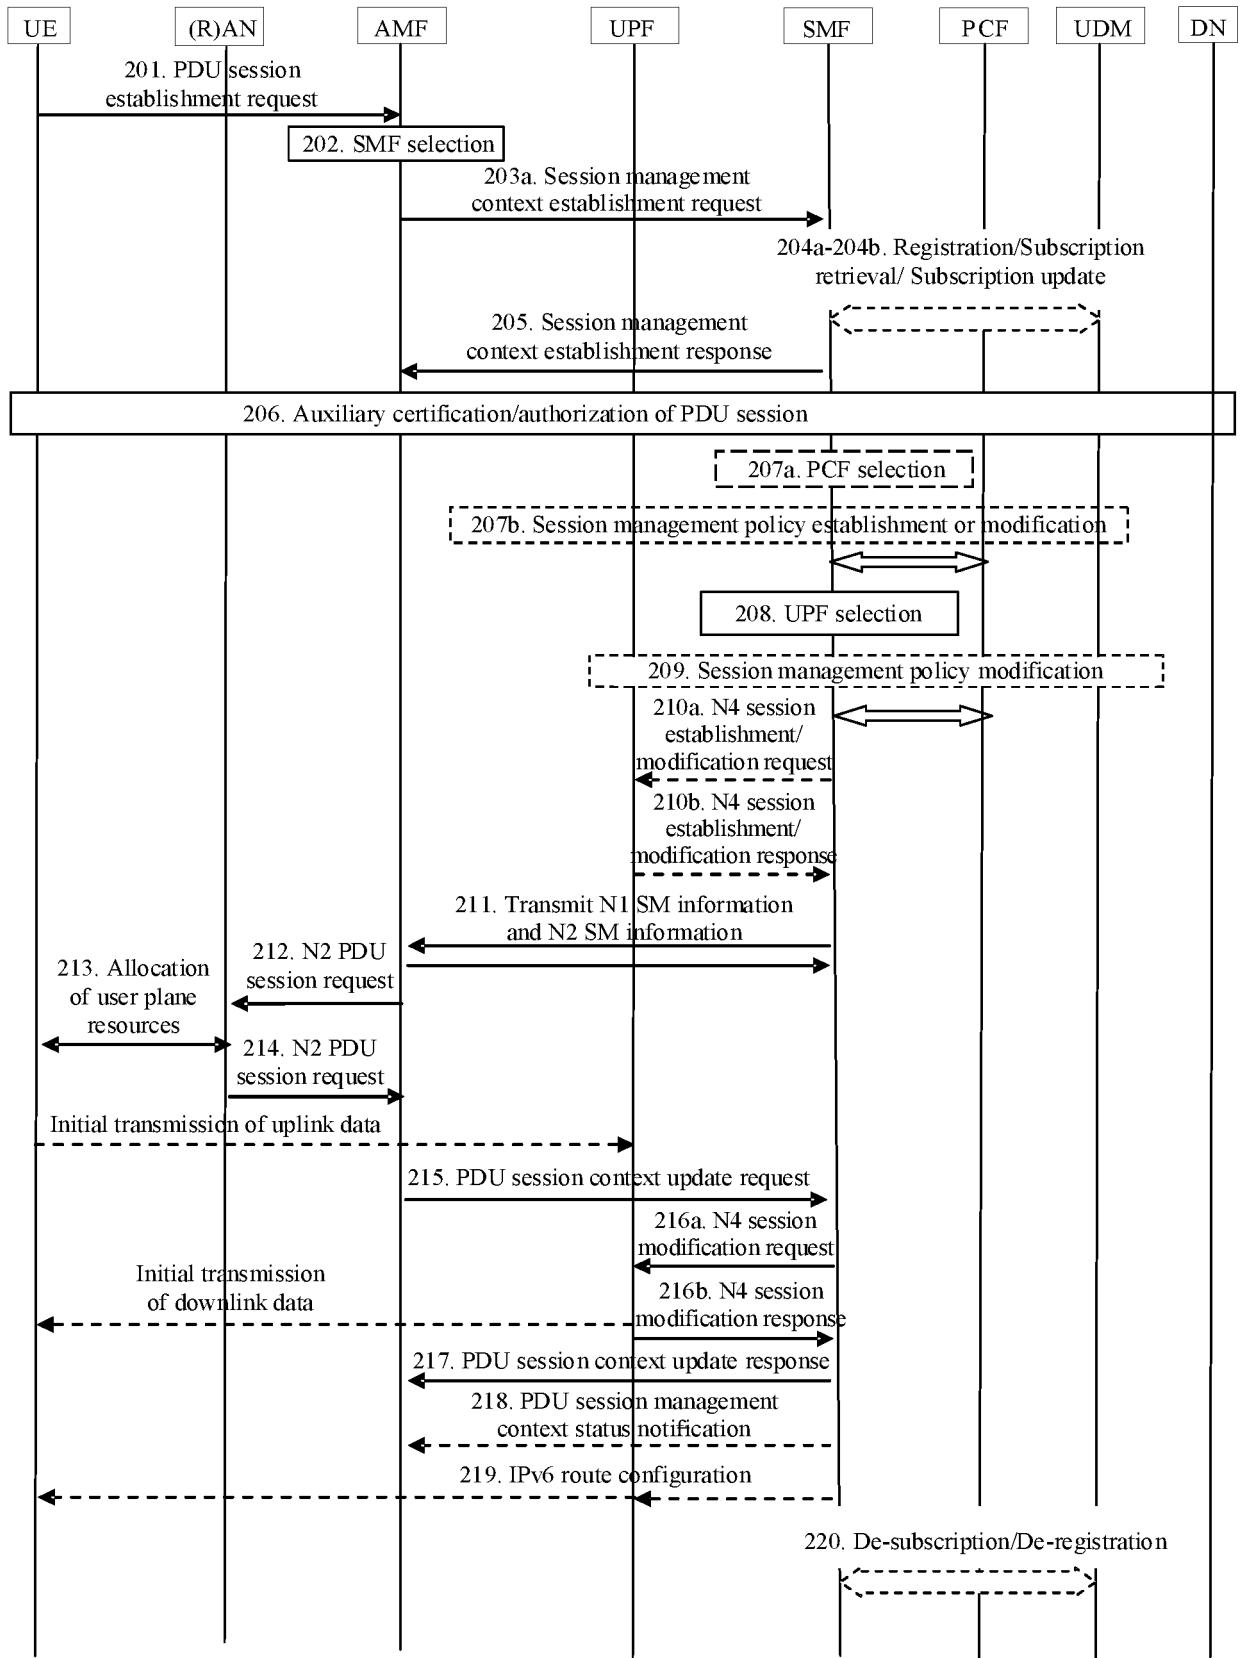 UE
(R)AN
AMF
UPF
SMF
PCF
UDM
DN
201. PDU session
establishment request
202. SMF selection
203a. Session management
context establishment request
204a-204b. Registration/Subscription
retrieval/ Subscription update
205. Session management
context establishment response
206. Auxiliary certification/authorization of PDU session
207a. PCF selection
207b. Session management policy establishment or modification
208. UPF selection
209. Session management policy modification
210a. N4 session
establishment/
modification request
210b. N4 session
establishment/
modification response
211. Transmit N1 SM information
and N2 SM information
212. N2 PDU
session request
213. Allocation
of user plane
resources
214. N2 PDU
session request
Initial transmission of uplink data
215. PDU session context update request
216a. N4 session
modification request
Initial transmission
of downlink data
216b. N4 session
modification response
217. PDU session context update response
218. PDU session management
context status notification
219. IPv6 route configuration
220. De-subscription/De-registration